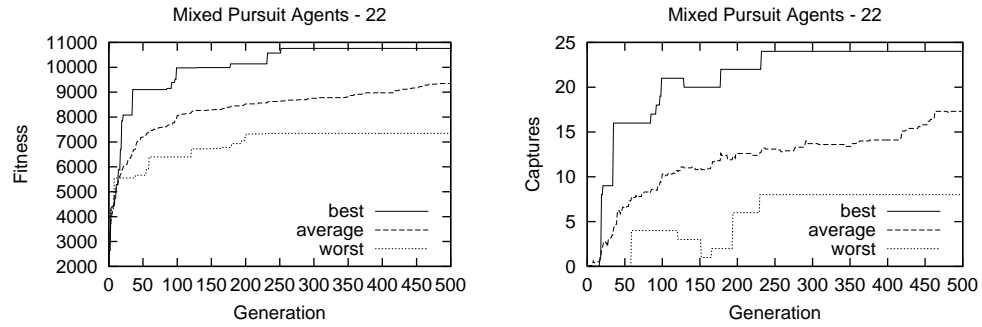 Mixed Pursuit Agents - 22
11000
10000
9000
8000
7000
6000
5000
4000
3000
2000
Fitness
best
average
worst
0 50 100 150 200 250 300 350 400 450 500
Generation
Mixed Pursuit Agents - 22
25
20
15
10
5
0
Captures
best
average
worst
0 50 100 150 200 250 300 350 400 450 500
Generation